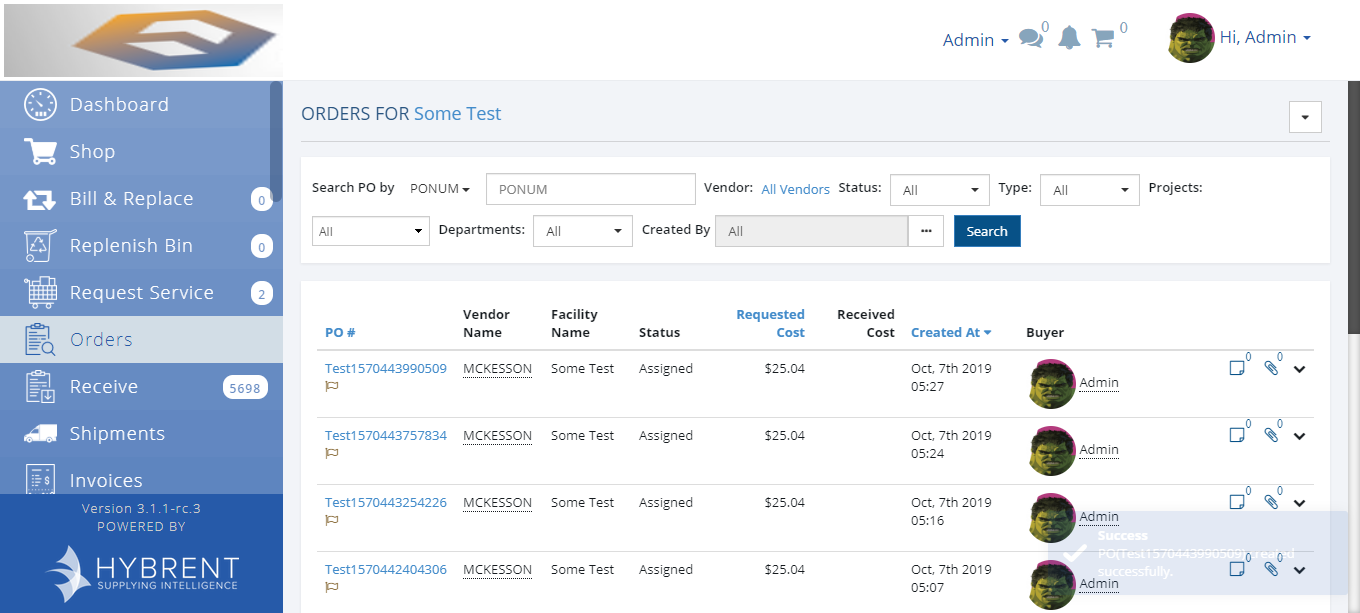 Admin
0
0
Hi, Admin
Dashboard
Shop
Bill & Replace 0
Replenish Bin 0
Request Service 2
Orders
Receive 5698
Shipments
Invoices
Version 3.1.1-rc.3
POWERED BY
HYBRENT
SUPPLYING INTELLIGENCE
ORDERS FOR Some Test
Search PO by PONUM PONUM Vendor: All Vendors Status: All Type: All Projects:
All Departments: All Created By All ... Search
PO # Vendor Name Facility Name Status Requested Cost Received Cost Created At Buyer
Test1570443990509 MCKESSON Some Test Assigned $25.04 Oct, 7th 2019 Admin 0 0
05:27
Test1570443757834 MCKESSON Some Test Assigned $25.04 Oct, 7th 2019 Admin 0 0
05:24
Test1570443254226 MCKESSON Some Test Assigned $25.04 Oct, 7th 2019 Admin 0 0
05:16
Test1570442404306 MCKESSON Some Test Assigned $25.04 Oct, 7th 2019 Admin 0 0
05:07
Success
PO(Test1570443990509) created
successfully.